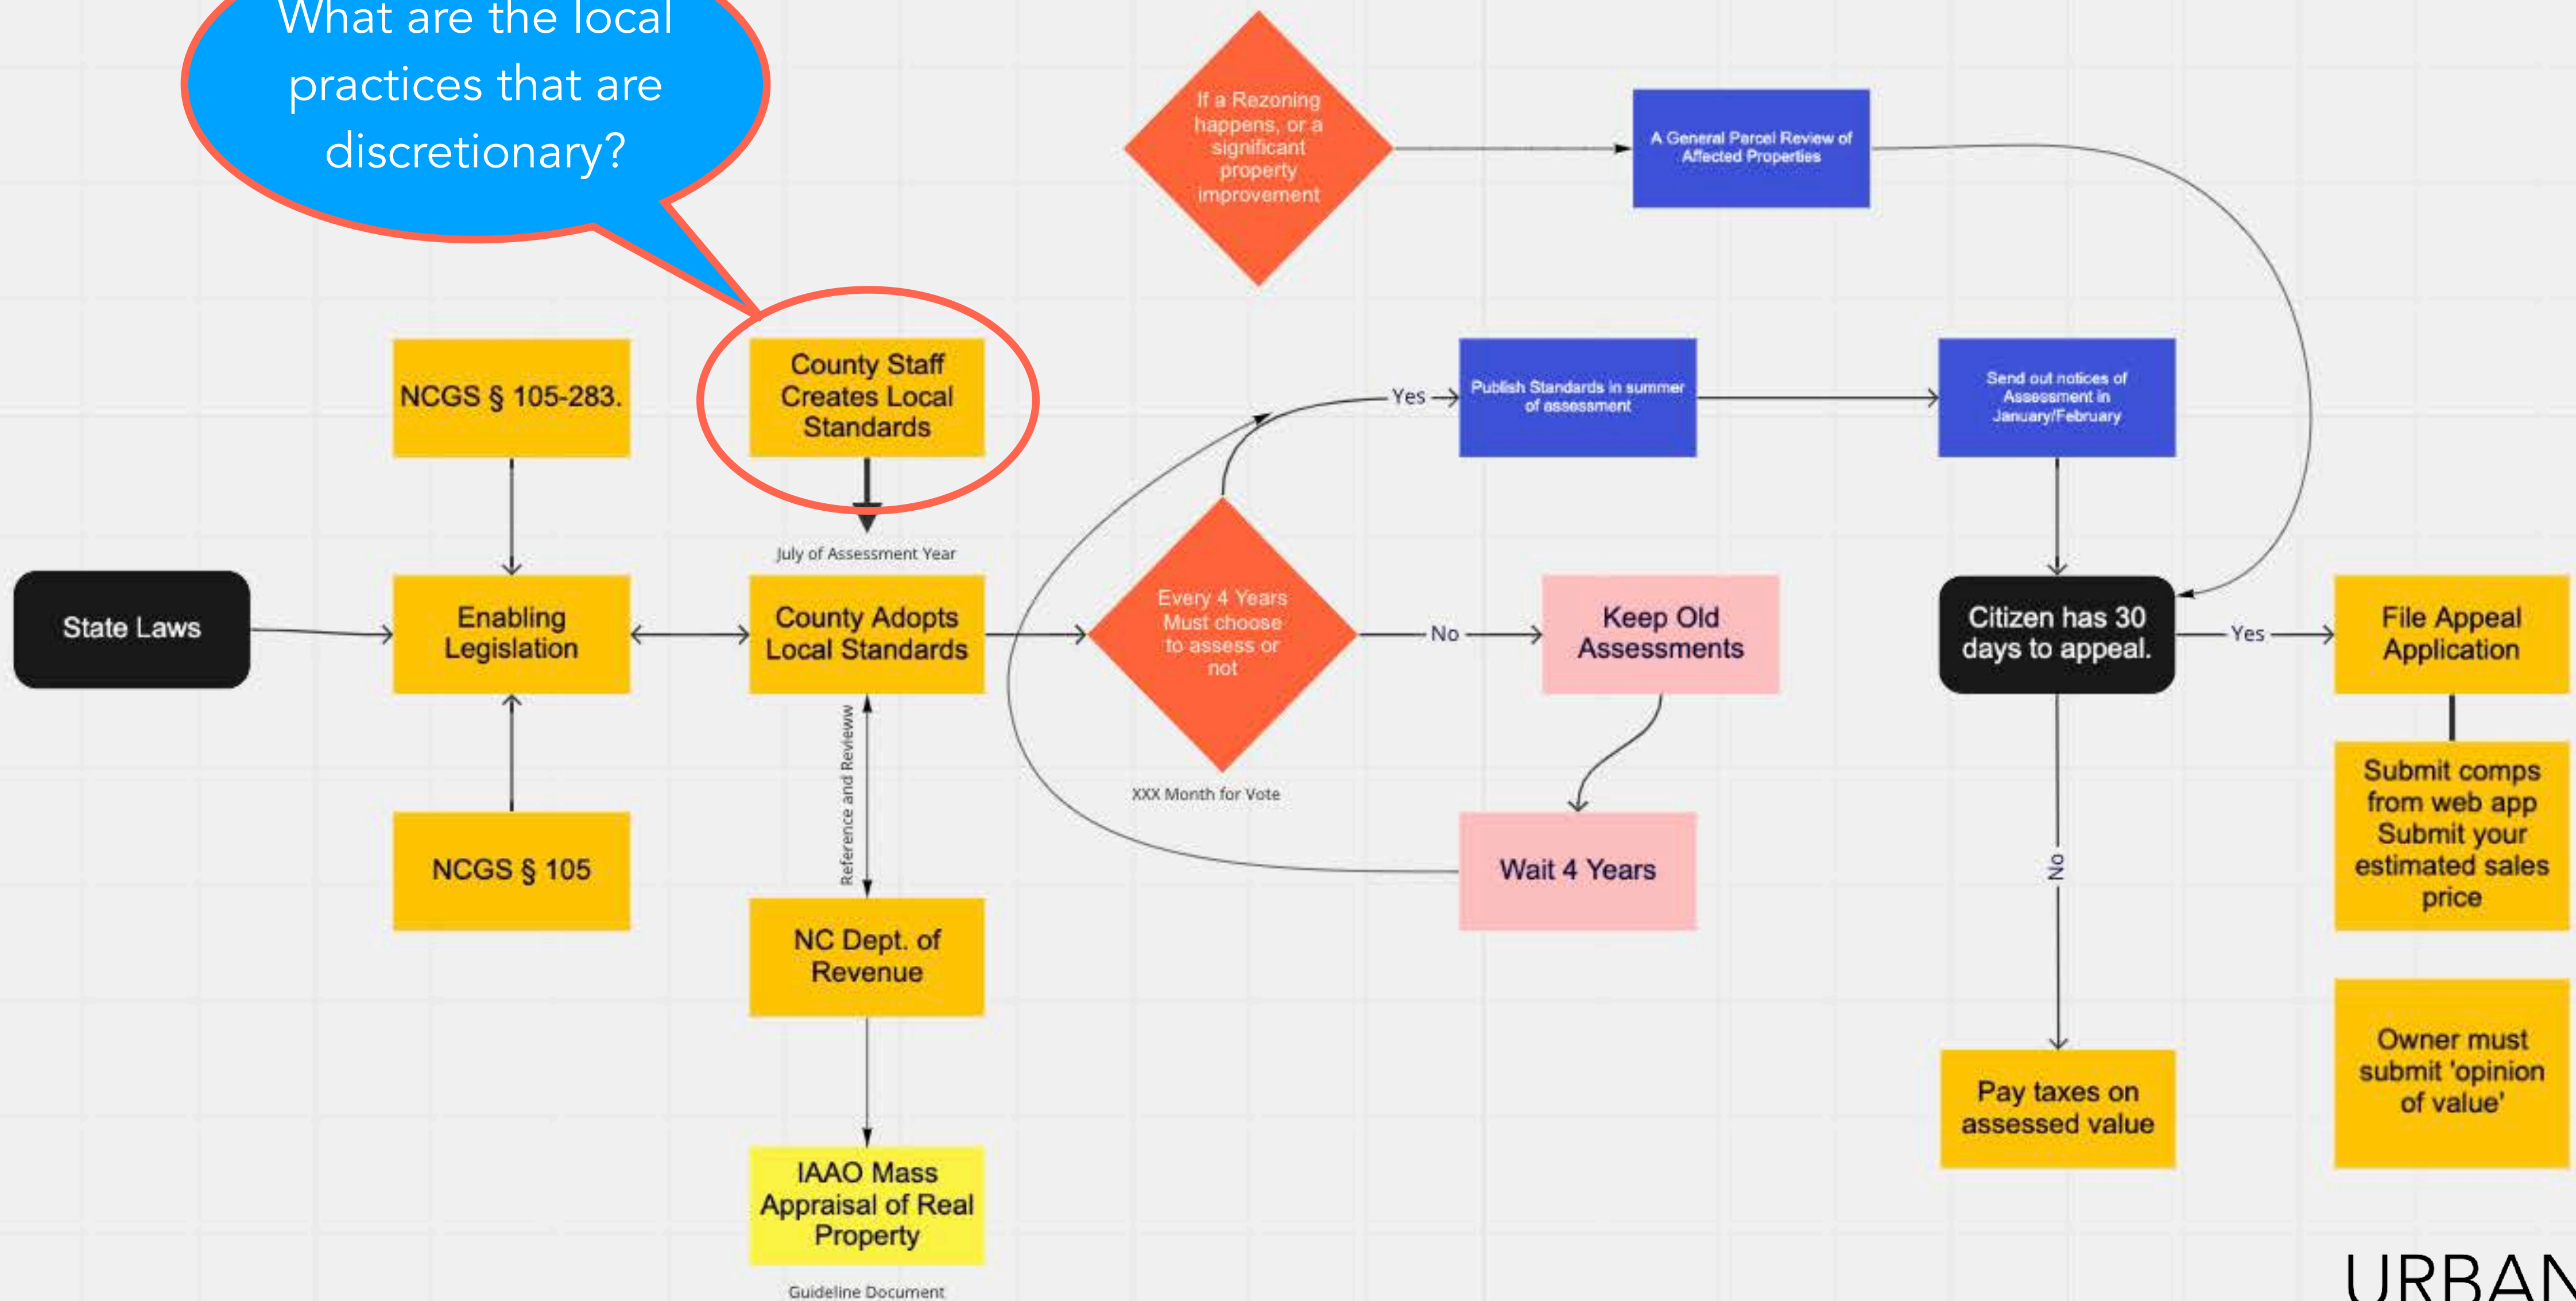 What are the local
practices that are
discretionary?
If a Rezoning
happens, or a
significant
property
improvement
A General Parcel Review of
Affected Properties
NCGS § 105-283.
County Staff
Creates Local
Standards
Yes
Publish Standards in summer
of assessment
Send out notices of
Assessment in
January/February
July of Assessment Year
State Laws
Enabling
Legislation
County Adopts
Local Standards
Every 4 Years
Must choose
to assess or
not
No
Keep Old
Assessments
Citizen has 30
days to appeal.
Yes
File Appeal
Application
Reference and Revieww
XXX Month for Vote
NCGS § 105
Wait 4 Years
No
Submit comps
from web app
Submit your
estimated sales
price
NC Dept. of
Revenue
Owner must
submit 'opinion
of value'
Pay taxes on
assessed value
IAAO Mass
Appraisal of Real
Property
Guideline Document
URBAN